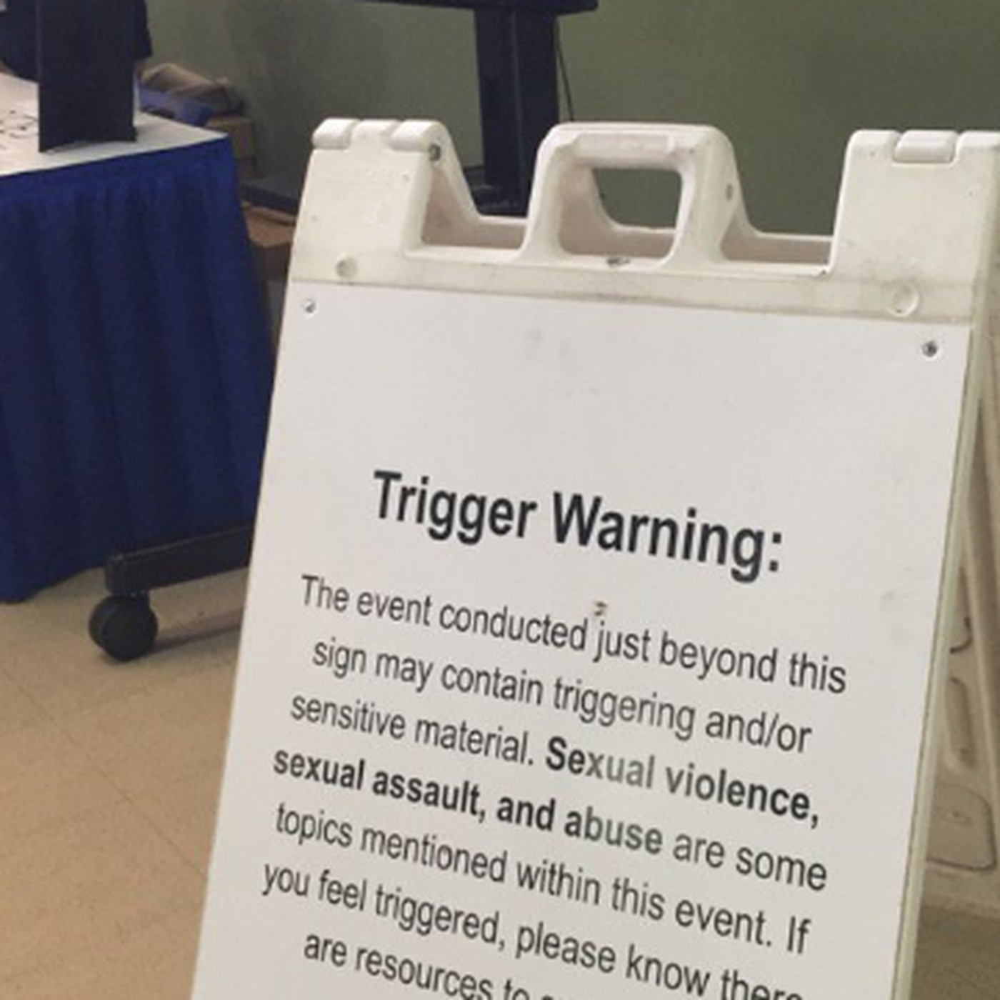 Trigger Warning:
The event conducted just beyond this
sign may contain triggering and/or
sensitive material. Sexual violence,
sexual assault, and abuse are some
topics mentioned within this event. If
you feel triggered, please know there
are resources to